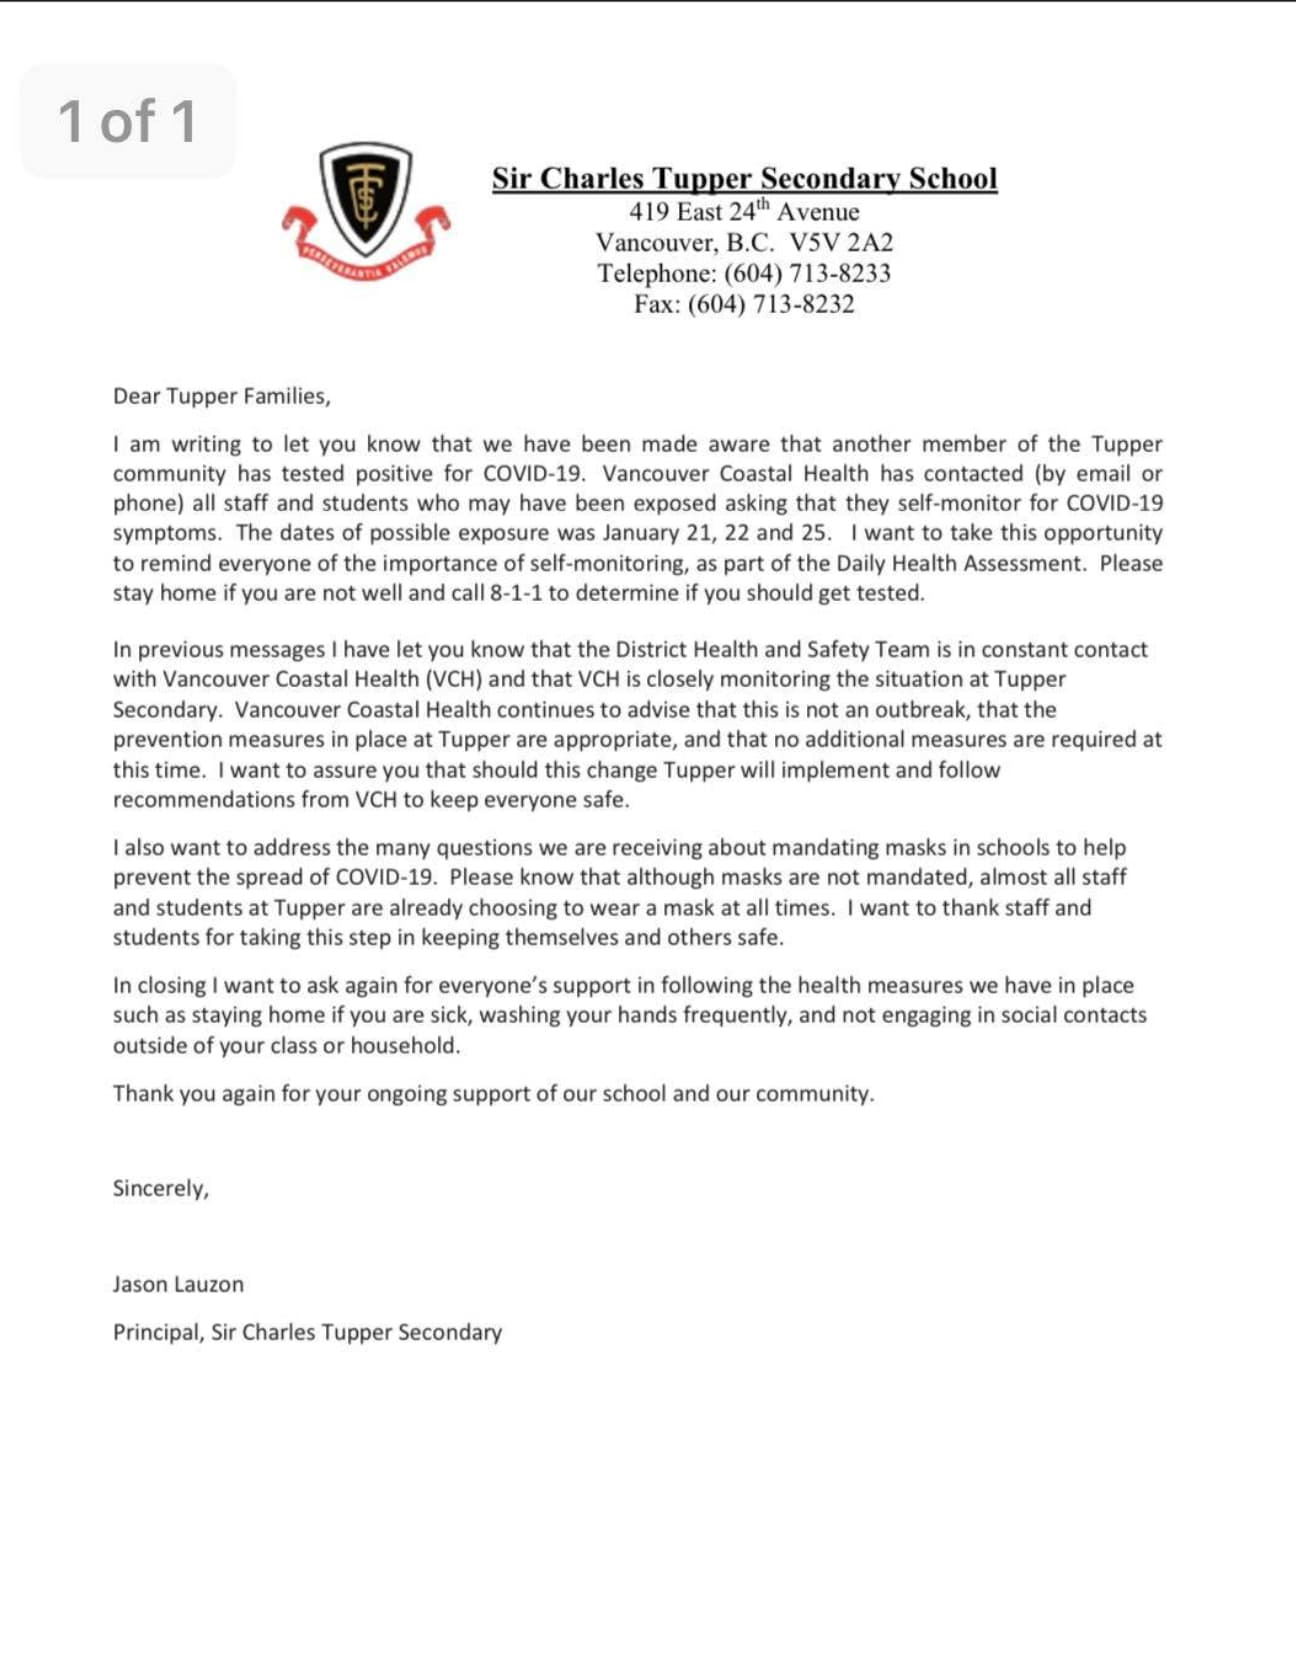 1 of 1
Sir Charles Tupper Secondary School
419 East 24th Avenue
Vancouver, B.C. V5V 2A2
Telephone: (604) 713-8233
Fax: (604) 713-8232
PERSEVERANTIA VALEMUS
Dear Tupper Families,
I am writing to let you know that we have been made aware that another member of the Tupper
community has tested positive for COVID-19. Vancouver Coastal Health has contacted (by email or
phone) all staff and students who may have been exposed asking that they self-monitor for COVID-19
symptoms. The dates of possible exposure was January 21, 22 and 25. I want to take this opportunity
to remind everyone of the importance of self-monitoring, as part of the Daily Health Assessment. Please
stay home if you are not well and call 8-1-1 to determine if you should get tested.
In previous messages I have let you know that the District Health and Safety Team is in constant contact
with Vancouver Coastal Health (VCH) and that VCH is closely monitoring the situation at Tupper
Secondary. Vancouver Coastal Health continues to advise that this is not an outbreak, that the
prevention measures in place at Tupper are appropriate, and that no additional measures are required at
this time. I want to assure you that should this change Tupper will implement and follow
recommendations from VCH to keep everyone safe.
I also want to address the many questions we are receiving about mandating masks in schools to help
prevent the spread of COVID-19. Please know that although masks are not mandated, almost all staff
and students at Tupper are already choosing to wear a mask at all times. I want to thank staff and
students for taking this step in keeping themselves and others safe.
In closing I want to ask again for everyone’s support in following the health measures we have in place
such as staying home if you are sick, washing your hands frequently, and not engaging in social contacts
outside of your class or household.
Thank you again for your ongoing support of our school and our community.
Sincerely,
Jason Lauzon
Principal, Sir Charles Tupper Secondary